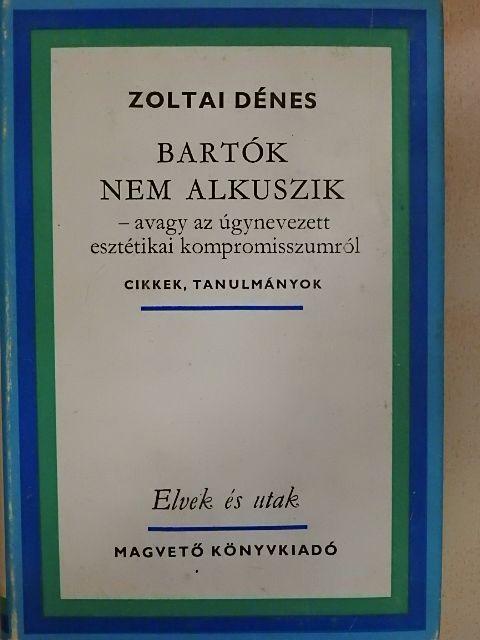 ZOLTAI DÉNES
BARTÓK
NEM ALKUSZIK
– avagy az úgynevezett
esztétikai kompromisszumról
CIKKEK, TANULMÁNYOK
Elvek és utak
MAGVETŐ KÖNYVKIADÓ